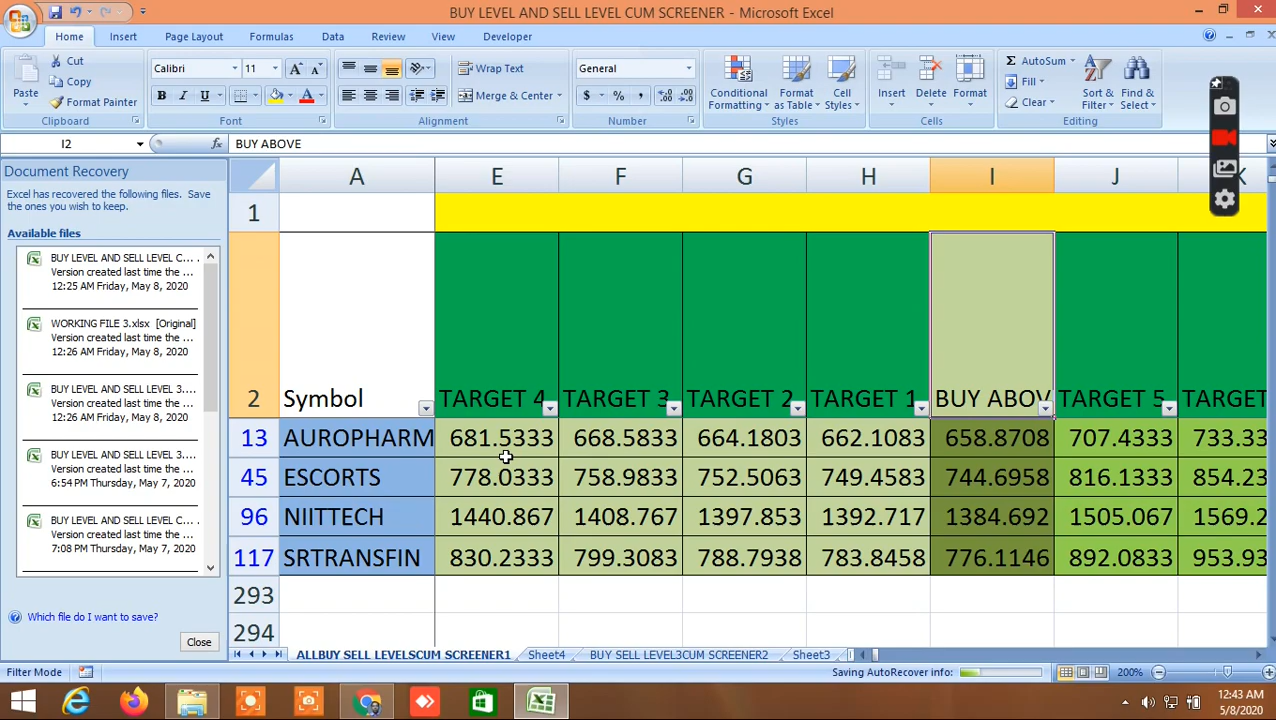 BUY LEVEL AND SELL LEVEL CUM SCREENER - Microsoft Excel
Home Insert Page Layout Formulas Data Review View Developer
Paste
Cut
Copy
Format Painter
Clipboard
Calibri 11
B I U
Font
Wrap Text
Merge & Center
Alignment
General
$ % ,
Number
Conditional Formatting
Format as Table
Cell Styles
Styles
Insert Delete Format
Cells
AutoSum
Fill
Clear
Sort & Filter
Find & Select
Editing
I2 fx BUY ABOVE
Document Recovery
Excel has recovered the following files. Save
the ones you wish to keep.
Available files
BUY LEVEL AND SELL LEVEL C...
Version created last time the ...
12:25 AM Friday, May 8, 2020
WORKING FILE 3.xlsx [Original]
Version created last time the ...
12:26 AM Friday, May 8, 2020
BUY LEVEL AND SELL LEVEL 3....
Version created last time the ...
12:26 AM Friday, May 8, 2020
BUY LEVEL AND SELL LEVEL 3....
Version created last time the ...
6:54 PM Thursday, May 7, 2020
BUY LEVEL AND SELL LEVEL C...
Version created last time the ...
7:08 PM Thursday, May 7, 2020
Which file do I want to save?
Close
A E F G H I J K
1
2 Symbol TARGET 4 TARGET 3 TARGET 2 TARGET 1 BUY ABOV TARGET 5 TARGET
13 AUROPHARM 681.5333 668.5833 664.1803 662.1083 658.8708 707.4333 733.33
45 ESCORTS 778.0333 758.9833 752.5063 749.4583 744.6958 816.1333 854.23
96 NIITTECH 1440.867 1408.767 1397.853 1392.717 1384.692 1505.067 1569.2
117 SRTRANSFIN 830.2333 799.3083 788.7938 783.8458 776.1146 892.0833 953.93
293
294
ALLBUY SELL LEVELSCUM SCREENER1 Sheet4 BUY SELL LEVEL3CUM SCREENER2 Sheet3
Filter Mode Saving AutoRecover info: 200%
12:43 AM
5/8/2020